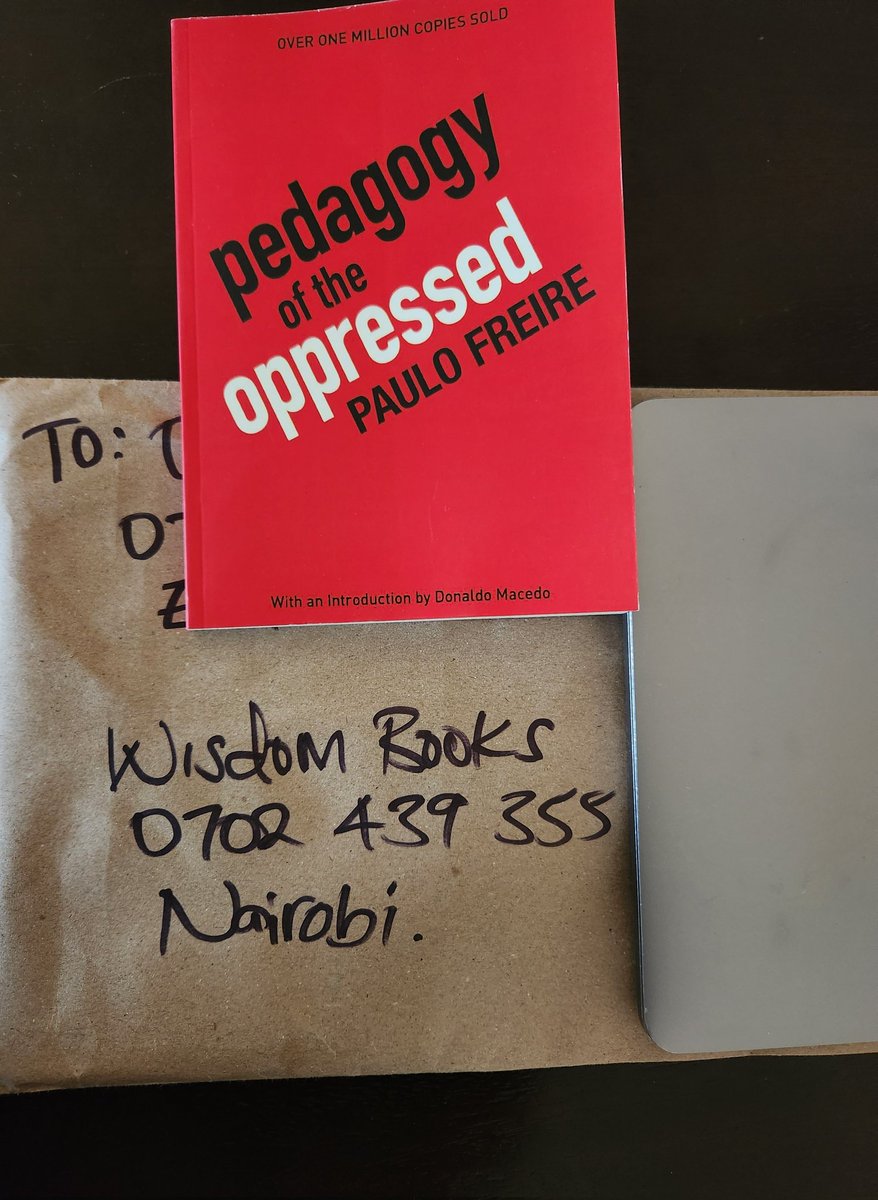 OVER ONE MILLION COPIES SOLD
pedagogy
of the
oppressed
PAULO FREIRE
With an Introduction by Donaldo Macedo
TO:
07
Wisdom Books
0702 439 355
Nairobi.